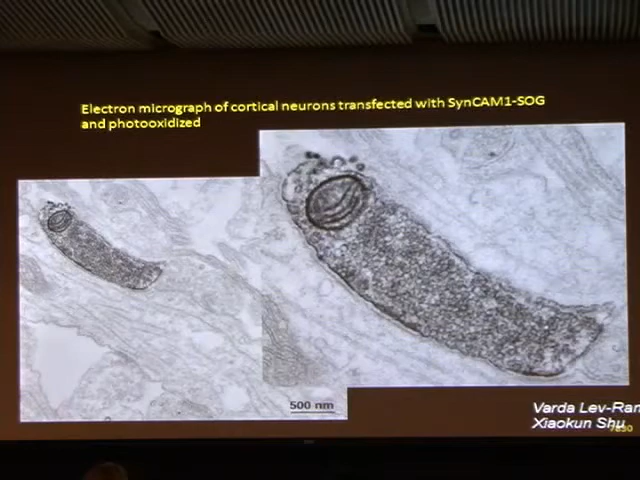 Electron micrograph of cortical neurons transfected with SynCAM1-SOG
and photooxidized
500 nm
Varda Lev-Ram
Xiaokun Shu